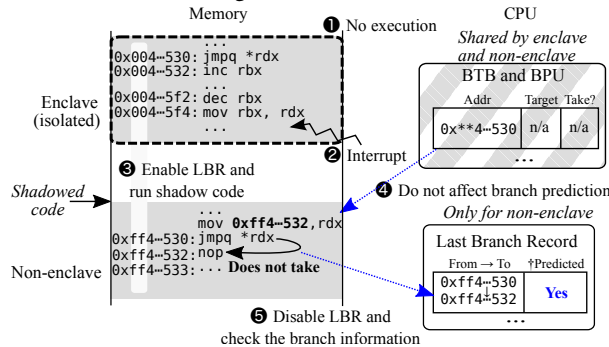 Memory
CPU
❶ No execution
Shared by enclave
and non-enclave
...
0x004⋯530: jmpq *rdx
0x004⋯532: inc rbx
...
0x004⋯5f2: dec rbx
0x004⋯5f4: mov rbx, rdx
...
Enclave
(isolated)
BTB and BPU
Addr Target Take?
0x**4⋯530 n/a n/a
...
❷ Interrupt
❸ Enable LBR and
run shadow code
❹ Do not affect branch prediction
Shadowed
code
Only for non-enclave
...
mov 0xff4⋯532,rdx
0xff4⋯530: jmpq *rdx
0xff4⋯532: nop
0xff4⋯533: ... Does not take
Non-enclave
Last Branch Record
From → To †Predicted
0xff4⋯530
↓
0xff4⋯532
Yes
...
❺ Disable LBR and
check the branch information